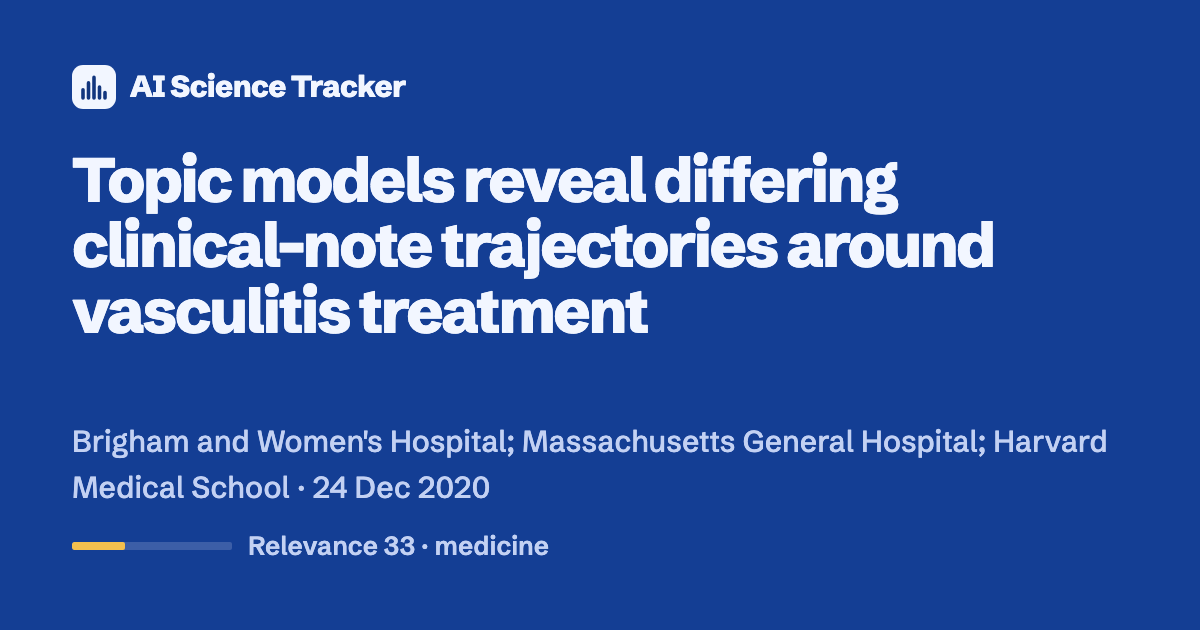 AI Science Tracker
Topic models reveal differing
clinical-note trajectories around
vasculitis treatment
Brigham and Women's Hospital; Massachusetts General Hospital; Harvard
Medical School · 24 Dec 2020
Relevance 33 · medicine